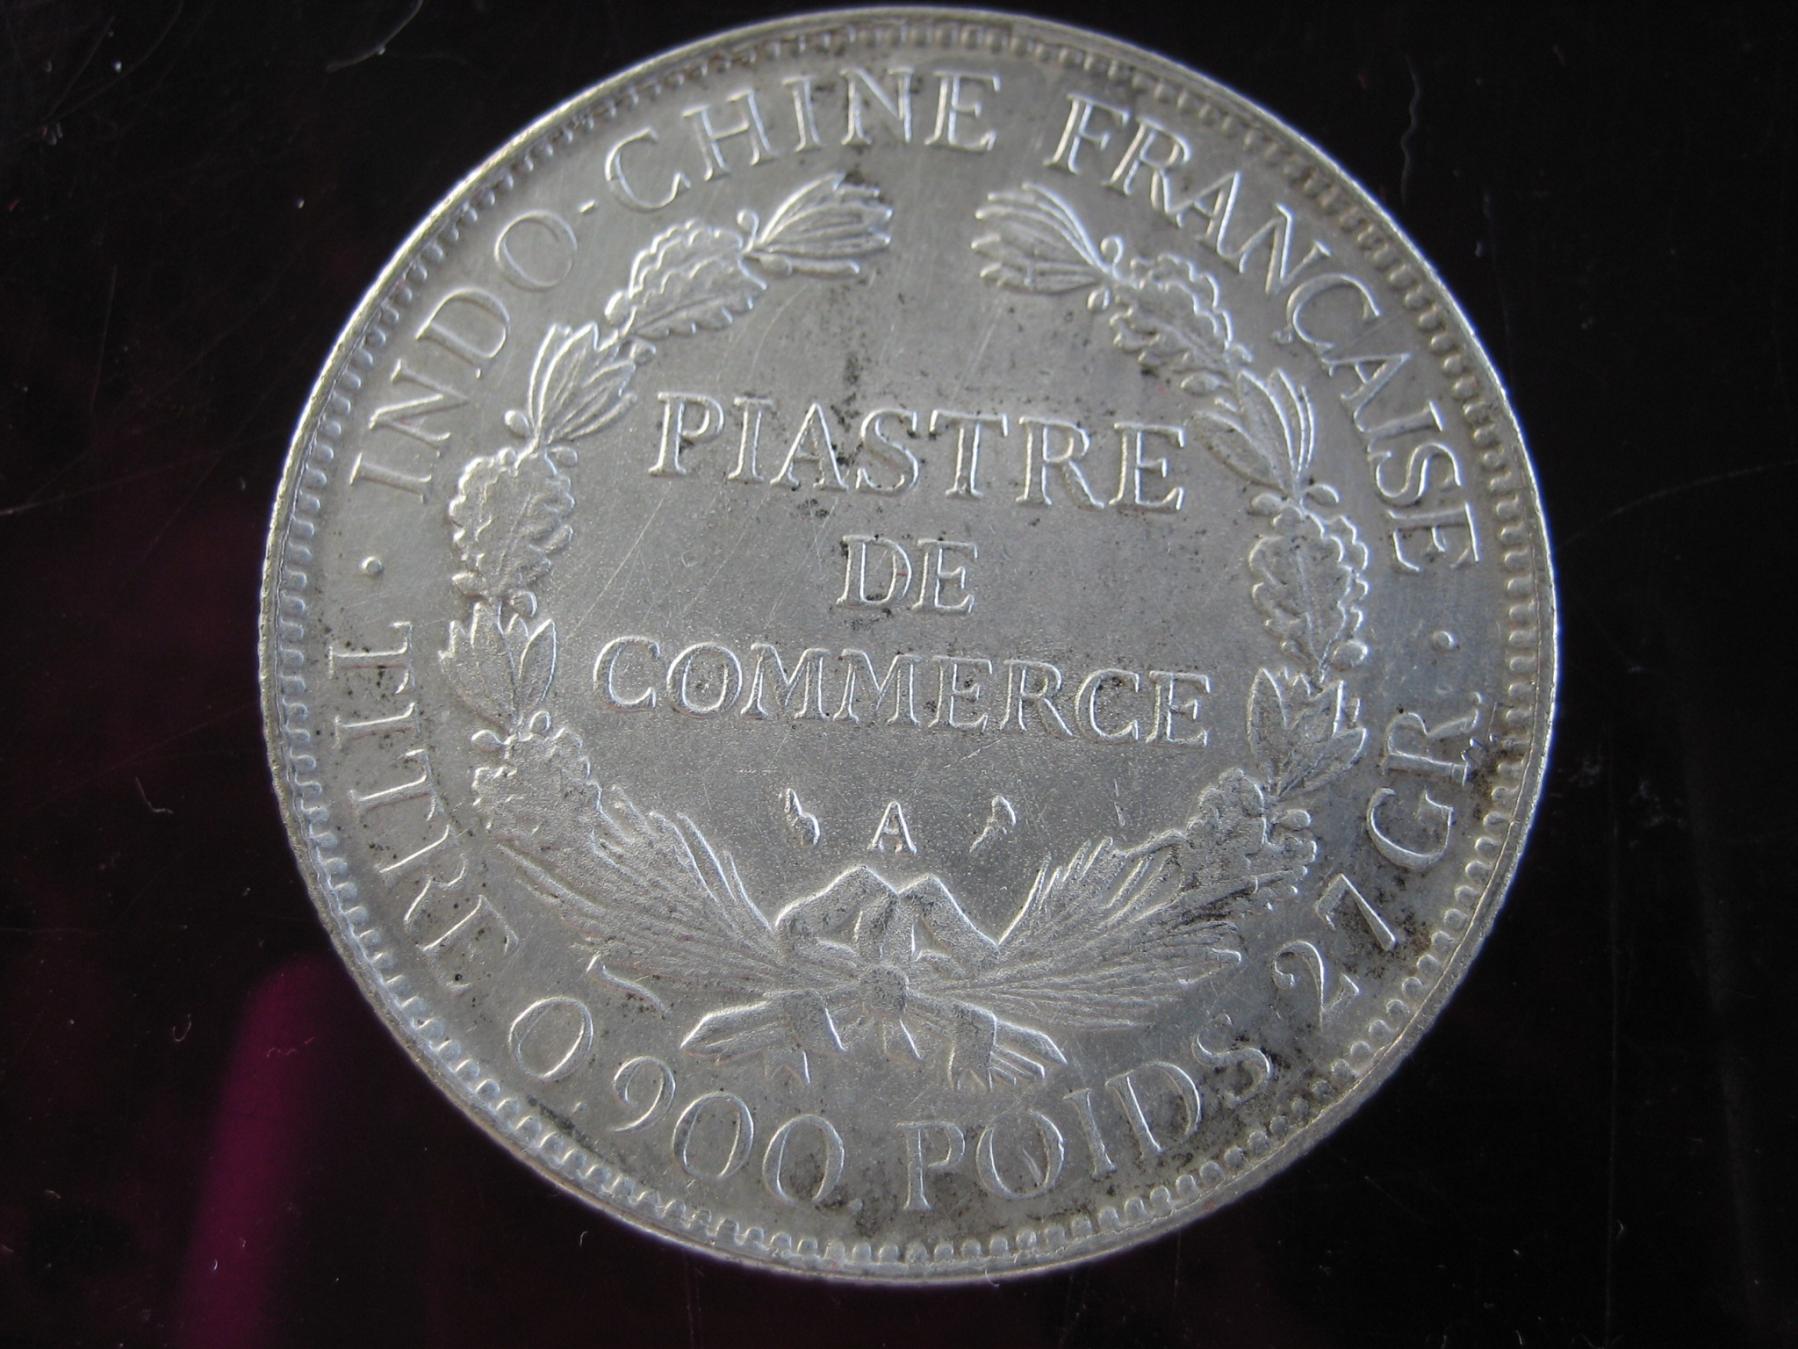 INDO-CHINE FRANÇAISE
PIASTRE
DE
COMMERCE
A
· TITRE 0.900 POIDS 27 GR. ·